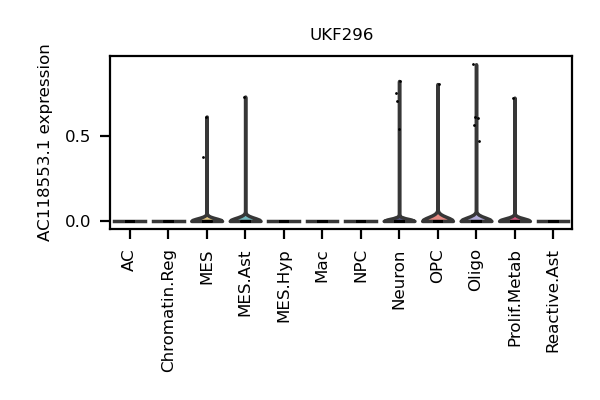 UKF296
AC118553.1 expression
0.5
0.0
AC
Chromatin.Reg
MES
MES.Ast
MES.Hyp
Mac
NPC
Neuron
OPC
Oligo
Prolif.Metab
Reactive.Ast